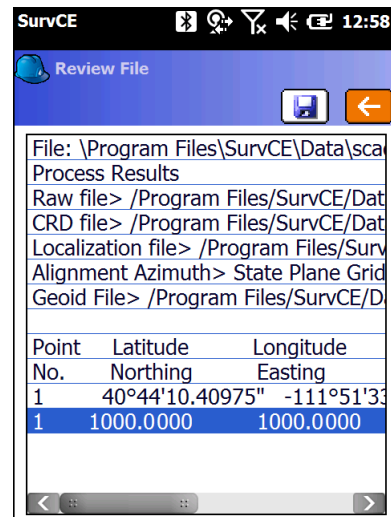 SurvCE 12:58
Review File
File: \Program Files\SurvCE\Data\sca
Process Results
Raw file> /Program Files/SurvCE/Dat
CRD file> /Program Files/SurvCE/Dat
Localization file> /Program Files/Surv
Alignment Azimuth> State Plane Grid
Geoid File> /Program Files/SurvCE/D
Point Latitude Longitude
No. Northing Easting
1 40°44'10.40975" -111°51'33
1 1000.0000 1000.0000